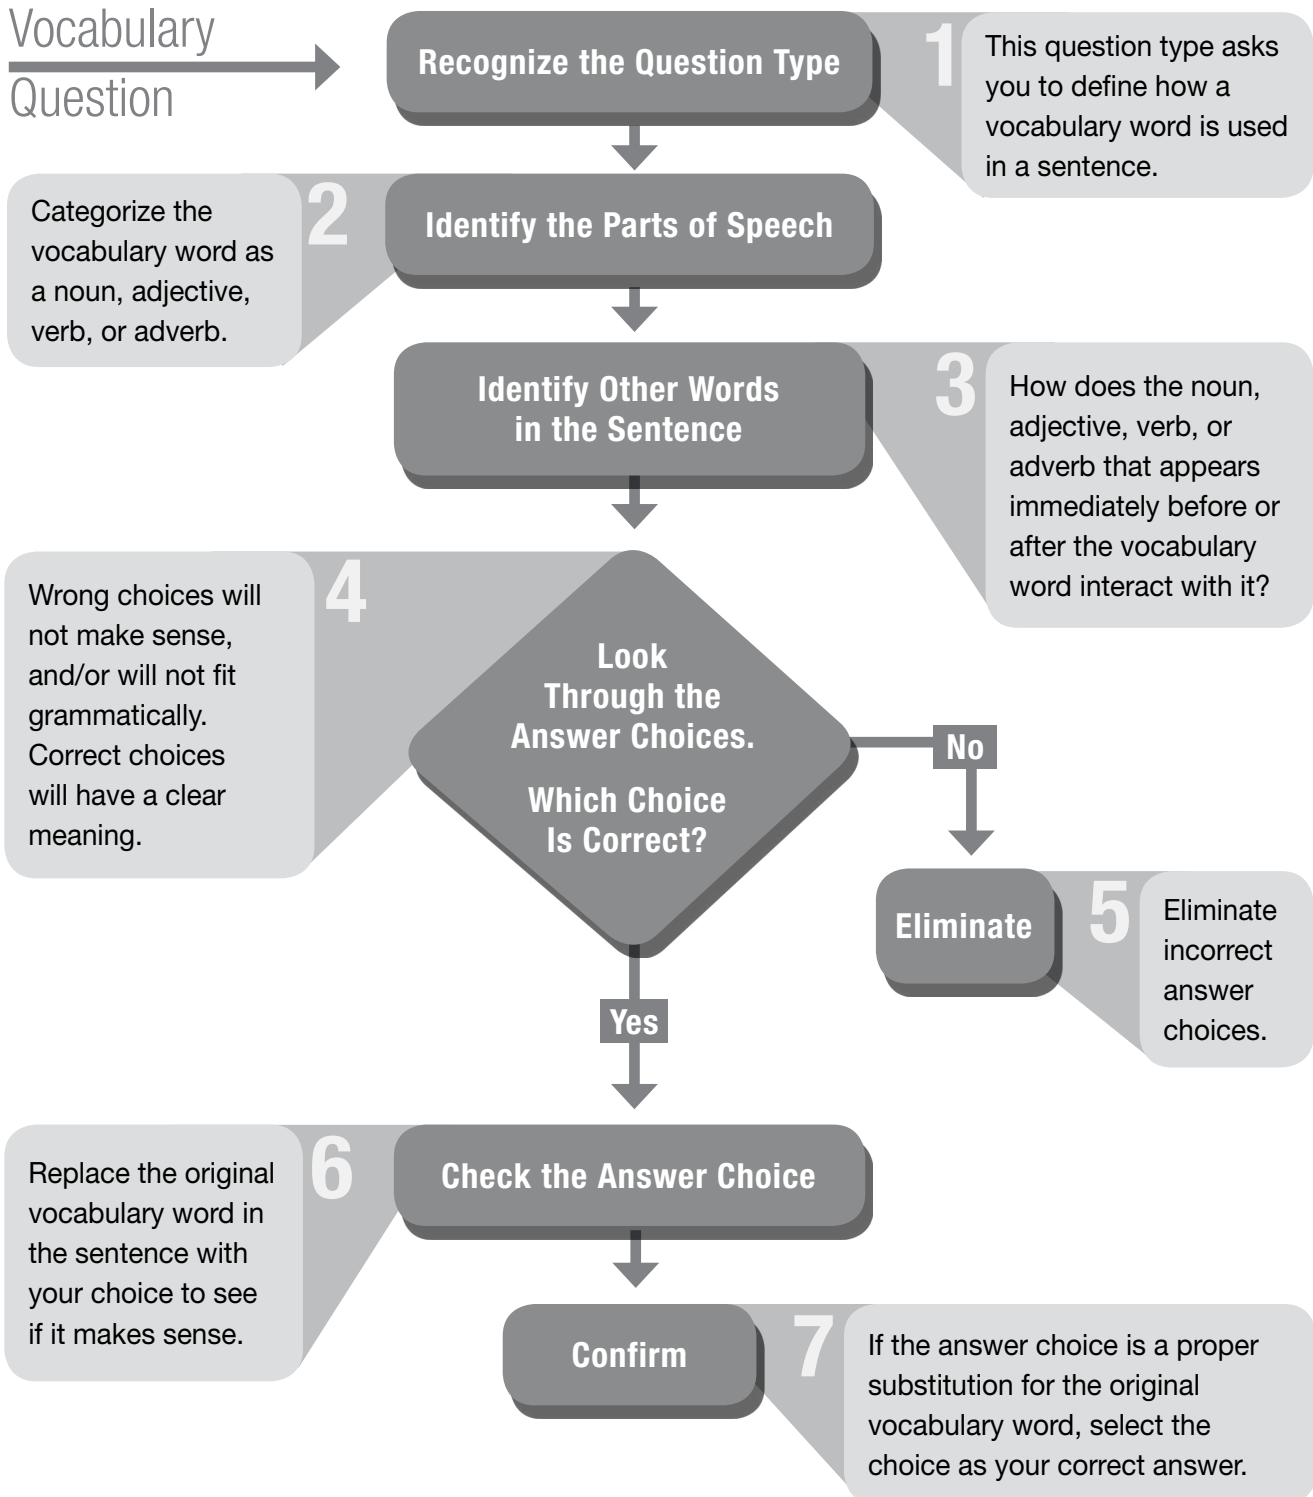 Vocabulary
Question
Recognize the Question Type
1
This question type asks
you to define how a
vocabulary word is used
in a sentence.
2
Categorize the
vocabulary word as
a noun, adjective,
verb, or adverb.
Identify the Parts of Speech
Identify Other Words
in the Sentence
3
How does the noun,
adjective, verb, or
adverb that appears
immediately before or
after the vocabulary
word interact with it?
4
Wrong choices will
not make sense,
and/or will not fit
grammatically.
Correct choices
will have a clear
meaning.
Look
Through the
Answer Choices.
Which Choice
Is Correct?
No
Eliminate
5
Eliminate
incorrect
answer
choices.
Yes
6
Replace the original
vocabulary word in
the sentence with
your choice to see
if it makes sense.
Check the Answer Choice
Confirm
7
If the answer choice is a proper
substitution for the original
vocabulary word, select the
choice as your correct answer.